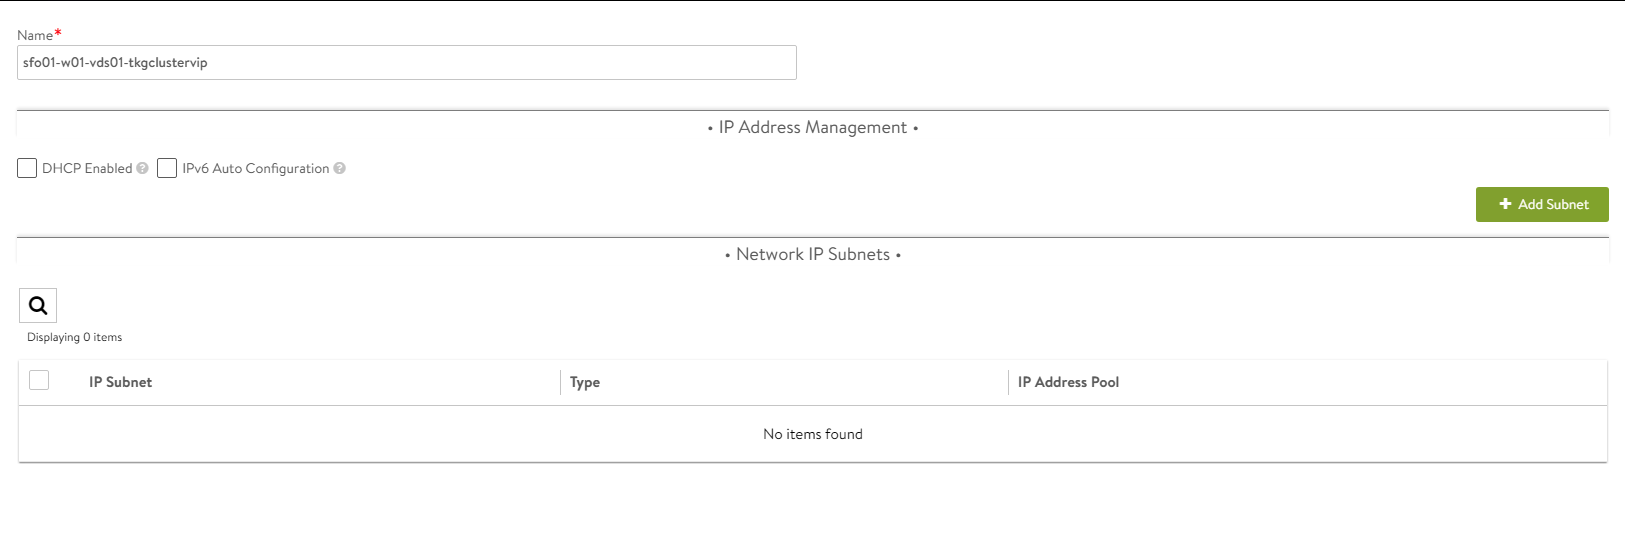 Name*
sfo01-w01-vds01-tkgclustervip
• IP Address Management •
DHCP Enabled ? IPv6 Auto Configuration ?
+ Add Subnet
• Network IP Subnets •
Displaying 0 items
IP Subnet Type IP Address Pool
No items found